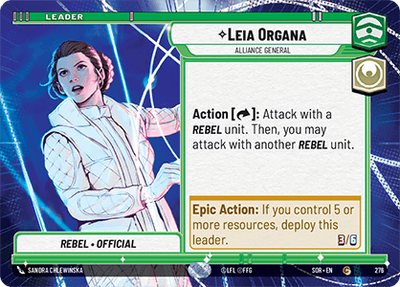 LEADER
LEIA ORGANA
ALLIANCE GENERAL
Action [ ]: Attack with a
REBEL unit. Then, you may
attack with another REBEL unit.
Epic Action: If you control 5 or
more resources, deploy this
leader.
3/6
REBEL • OFFICIAL
SANDRA CHLEWINSKA
©LFL ©FFG
SOR • EN
C
276